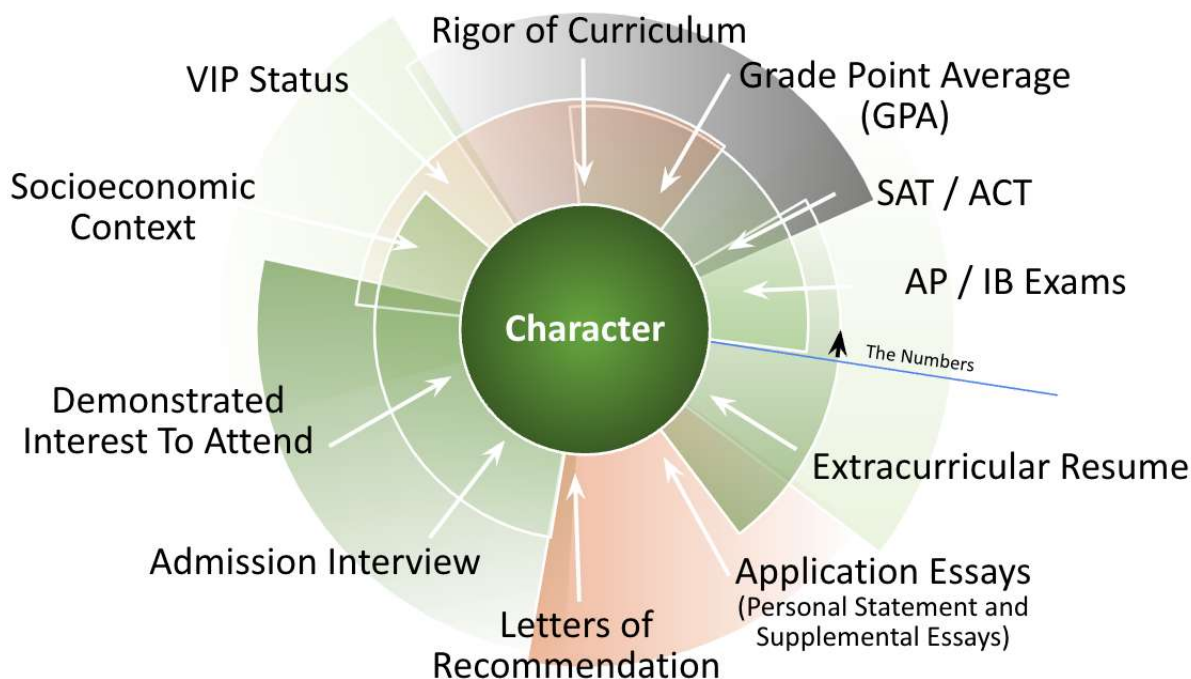 Rigor of Curriculum
VIP Status
Grade Point Average
(GPA)
Socioeconomic
Context
SAT / ACT
AP / IB Exams
Character
The Numbers
Demonstrated
Interest To Attend
Extracurricular Resume
Admission Interview
Application Essays
(Personal Statement and
Supplemental Essays)
Letters of
Recommendation